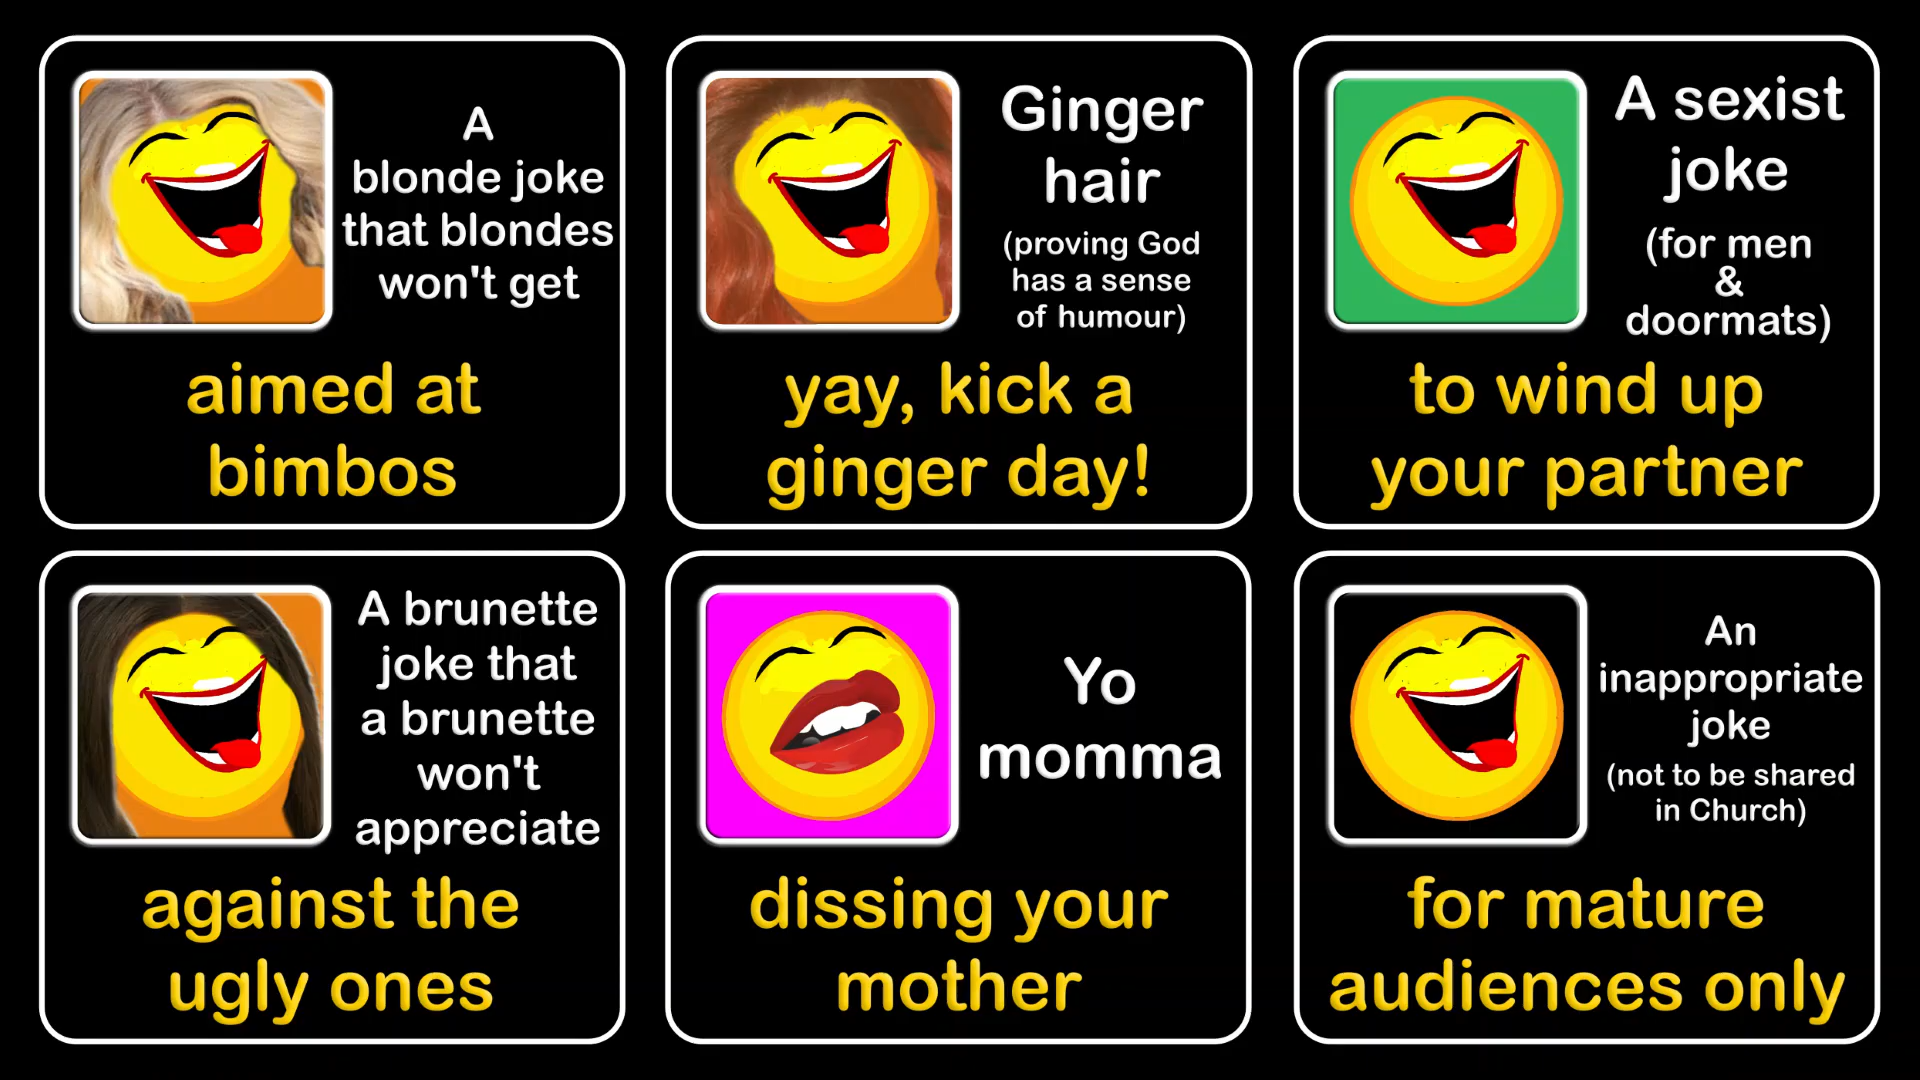 A
blonde joke
that blondes
won't get
aimed at
bimbos
Ginger
hair
(proving God
has a sense
of humour)
yay, kick a
ginger day!
A sexist
joke
(for men
&
doormats)
to wind up
your partner
A brunette
joke that
a brunette
won't
appreciate
against the
ugly ones
Yo
momma
dissing your
mother
An
inappropriate
joke
(not to be shared
in Church)
for mature
audiences only